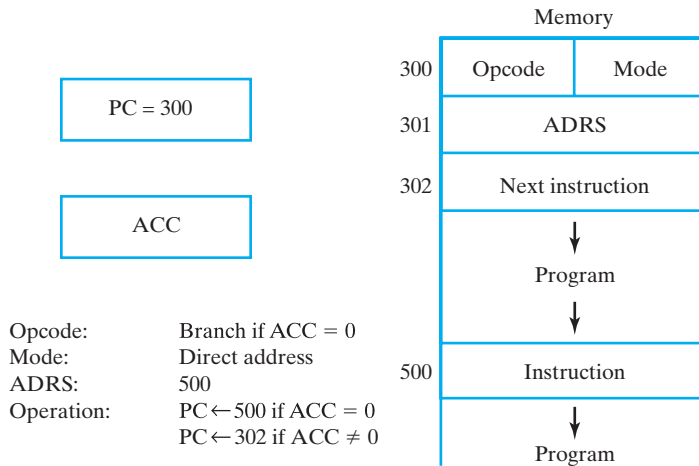 Memory
300 Opcode Mode
PC = 300
301 ADRS
302 Next instruction
ACC
Program
Opcode: Branch if ACC = 0
Mode: Direct address
ADRS: 500
Operation: PC←500 if ACC = 0
PC←302 if ACC ≠ 0
500 Instruction
Program